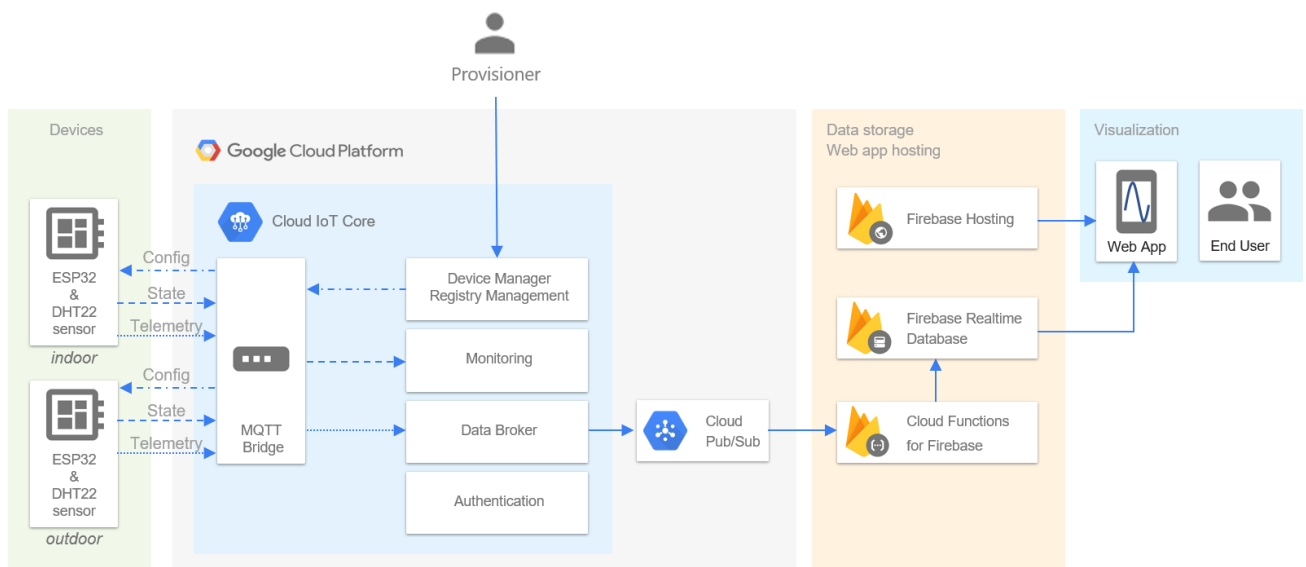 Provisioner
Devices
ESP32
&
DHT22
sensor
indoor
ESP32
&
DHT22
sensor
outdoor
Config
State
Telemetry
Config
State
Telemetry
Google Cloud Platform
Cloud IoT Core
MQTT
Bridge
Device Manager
Registry Management
Monitoring
Data Broker
Authentication
Cloud
Pub/Sub
Data storage
Web app hosting
Firebase Hosting
Firebase Realtime
Database
Cloud Functions
for Firebase
Visualization
Web App
End User